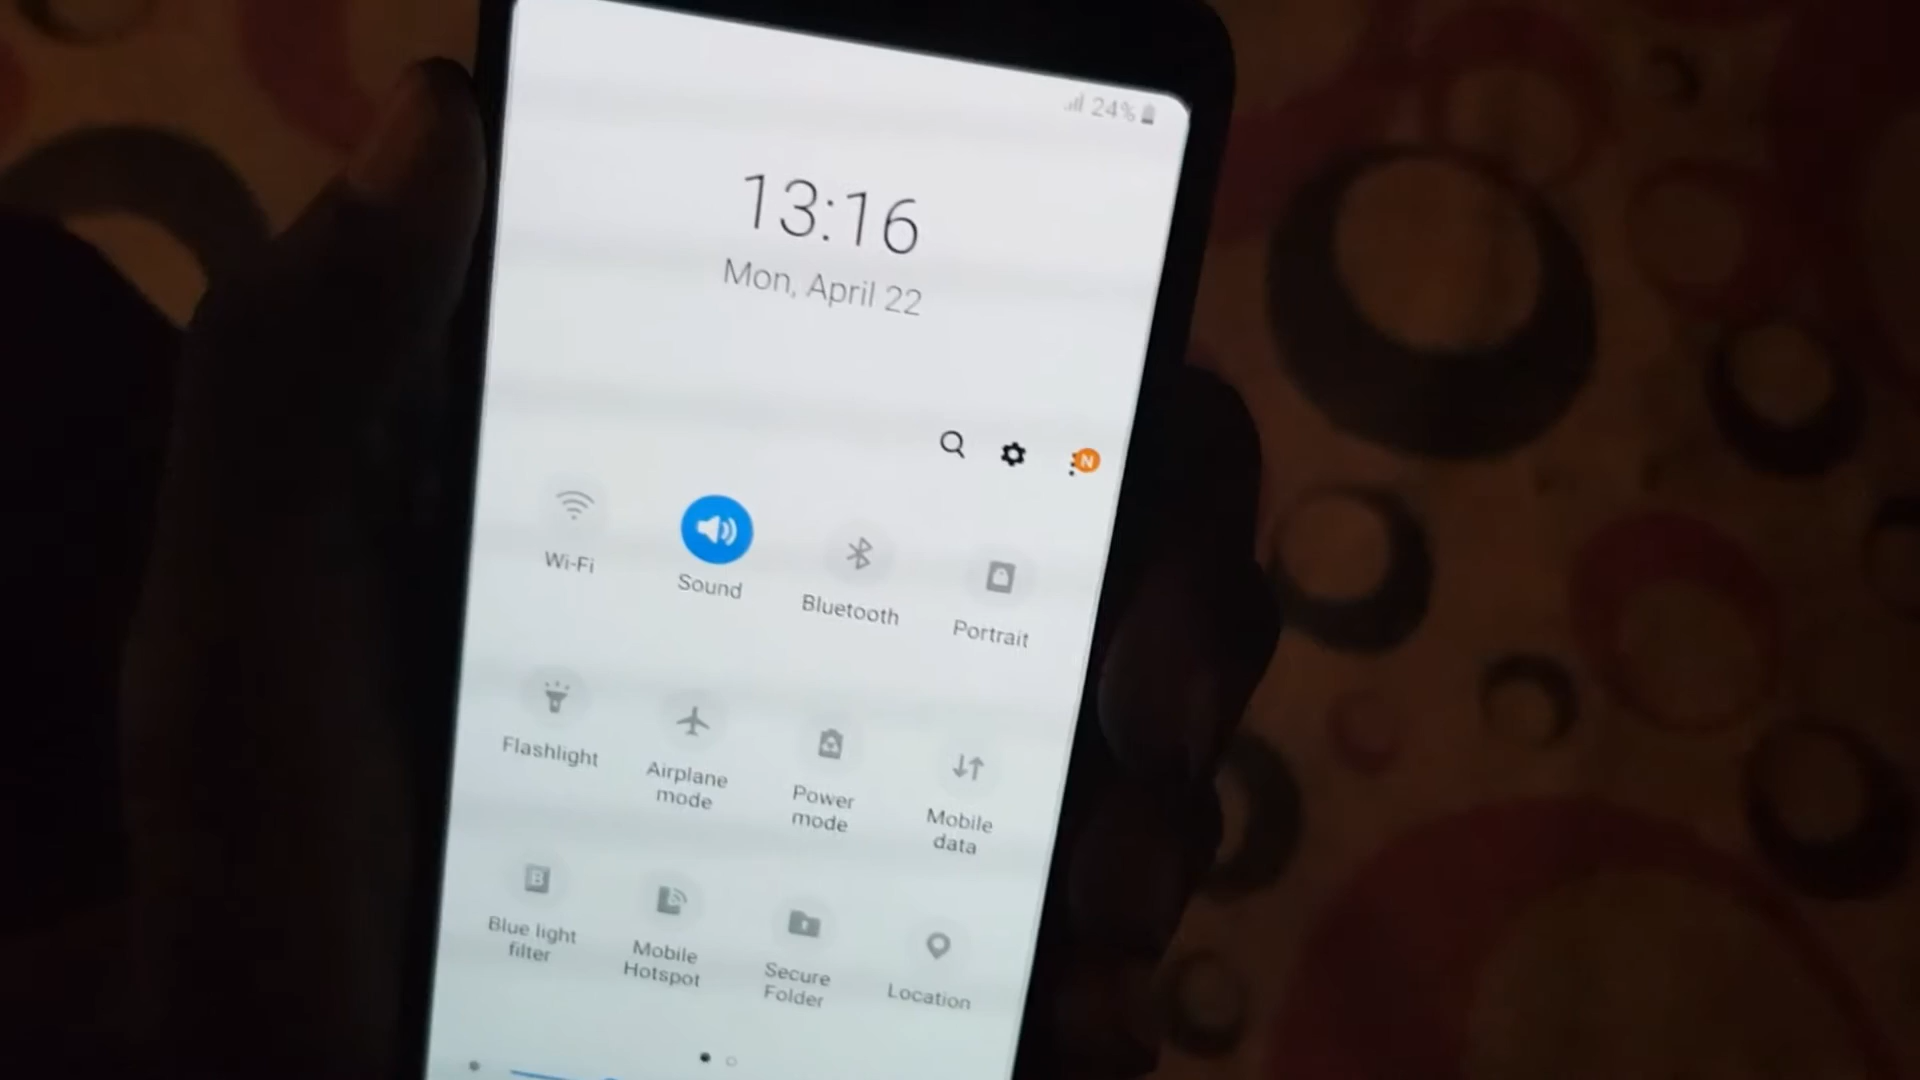 24%
13:16
Mon, April 22
N
Wi-Fi
Sound
Bluetooth
Portrait
Flashlight
Airplane
mode
Power
mode
Mobile
data
B
Blue light
filter
Mobile
Hotspot
Secure
Folder
Location